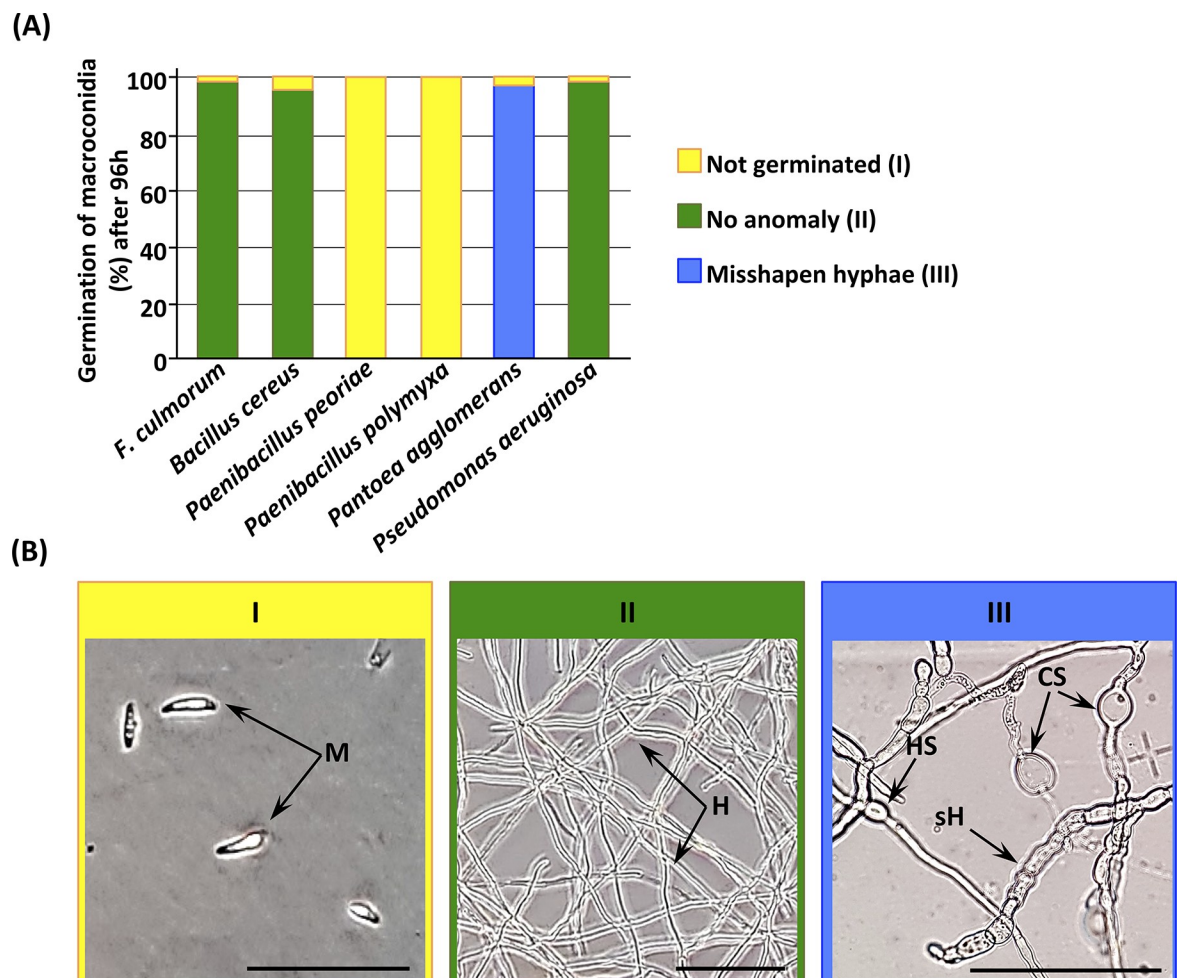 (A)
Germination of macroconidia
(%) after 96h
100
80
60
40
20
0
F. culmorum
Bacillus cereus
Paenibacillus peoriae
Paenibacillus polymyxa
Pantoea agglomerans
Pseudomonas aeruginosa
Not germinated (I)
No anomaly (II)
Misshapen hyphae (III)
(B)
I
II
III
M
H
CS
HS
sH